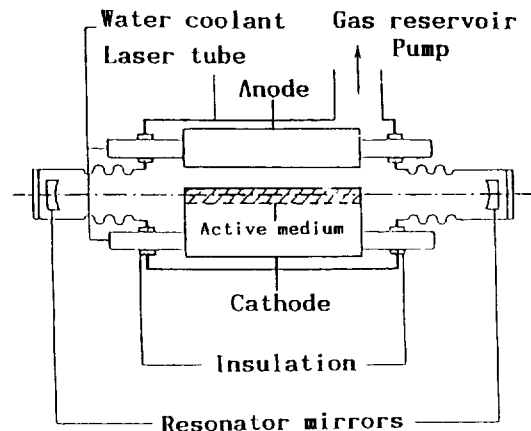 Water coolant
Gas reservoir
Laser tube
Pump
Anode
Active medium
Cathode
Insulation
Resonator mirrors